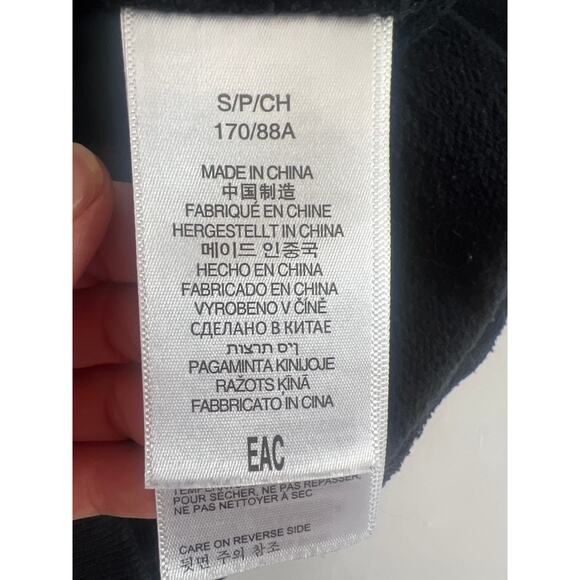 S/P/CH
170/88A
MADE IN CHINA
中国制造
FABRIQUÉ EN CHINE
HERGESTELLT IN CHINA
메이드 인중국
HECHO EN CHINA
FABRICADO EN CHINA
VYROBENO V ČÍNĚ
СДЕЛАНО В КИТАЕ
ןיס תרצות
PAGAMINTA KINIJOJE
RAŽOTS ĶĪNĀ
FABBRICATO IN CINA
EAC
POUR SÉCHER, NE PAS REPASSER,
NE PAS NETTOYER A SEC
CARE ON REVERSE SIDE
뒷면 주의 참조